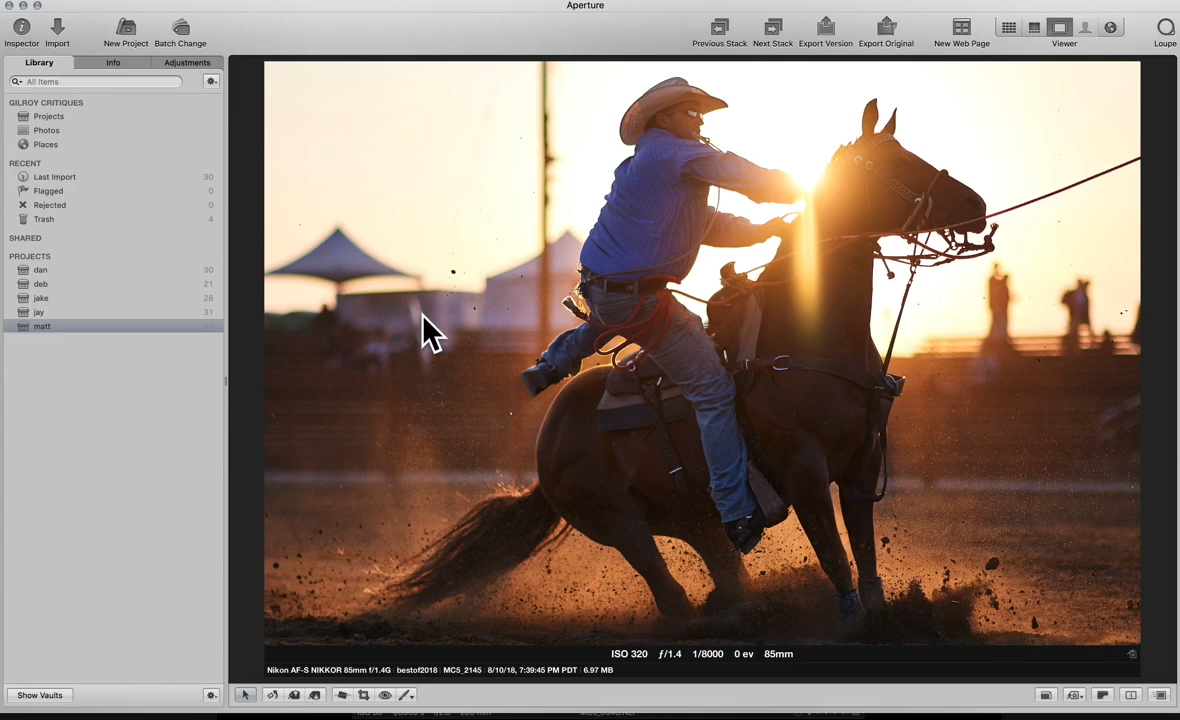 Aperture
Inspector Import New Project Batch Change Previous Stack Next Stack Export Version Export Original New Web Page Viewer Loupe
Library Info Adjustments
All Items
GILROY CRITIQUES
Projects
Photos
Places
RECENT
Last Import 30
Flagged 0
Rejected 0
Trash 4
SHARED
PROJECTS
dan 30
deb 21
jake 28
jay 31
matt
ISO 320 ƒ/1.4 1/8000 0 ev 85mm
Nikon AF-S NIKKOR 85mm f/1.4G bestof2018 MC5_2145 8/10/18, 7:39:45 PM PDT 6.97 MB
Show Vaults